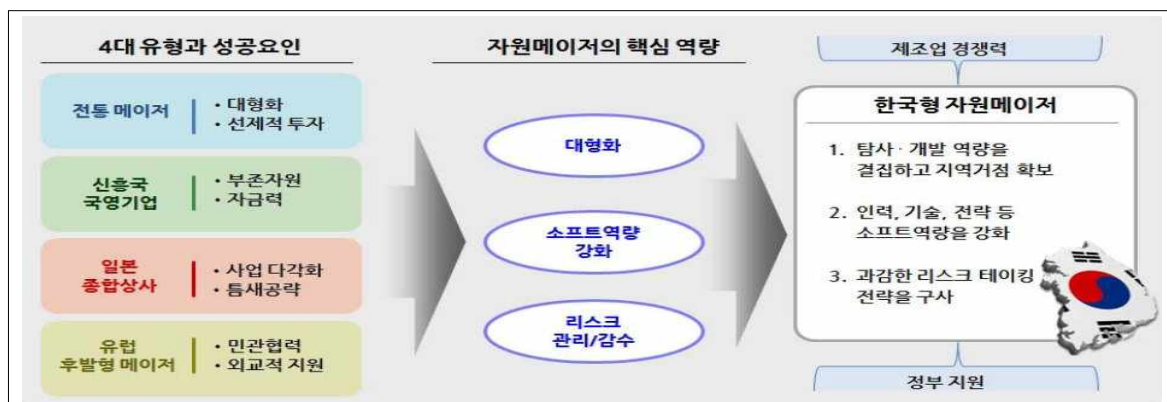 4대 유형과 성공요인
전통 메이저
• 대형화
• 선제적 투자
신흥국
국영기업
• 부존자원
• 자금력
일본
종합상사
• 사업 다각화
• 틈새공략
유럽
후발형 메이저
• 민관협력
• 외교적 지원
자원메이저의 핵심 역량
대형화
소프트역량
강화
리스크
관리/감수
제조업 경쟁력
한국형 자원메이저
1. 탐사 · 개발 역량을
결집하고 지역거점 확보
2. 인력, 기술, 전략 등
소프트역량을 강화
3. 과감한 리스크 테이킹
전략을 구사
정부 지원